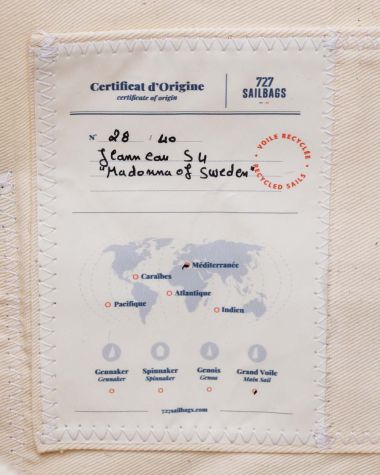 Certificat d'Origine
certificate of origin
727
SAILBAGS
N° 28 / 40
Jeanneau S4
"Madonna of Sweden"
• VOILE RECYCLÉE •
RECYCLED SAILS
Méditerranée
Caraïbes
Atlantique
Pacifique
Indien
Gennaker
Gennaker
Spinnaker
Spinnaker
Genois
Genoa
Grand Voile
Main Sail
727sailbags.com